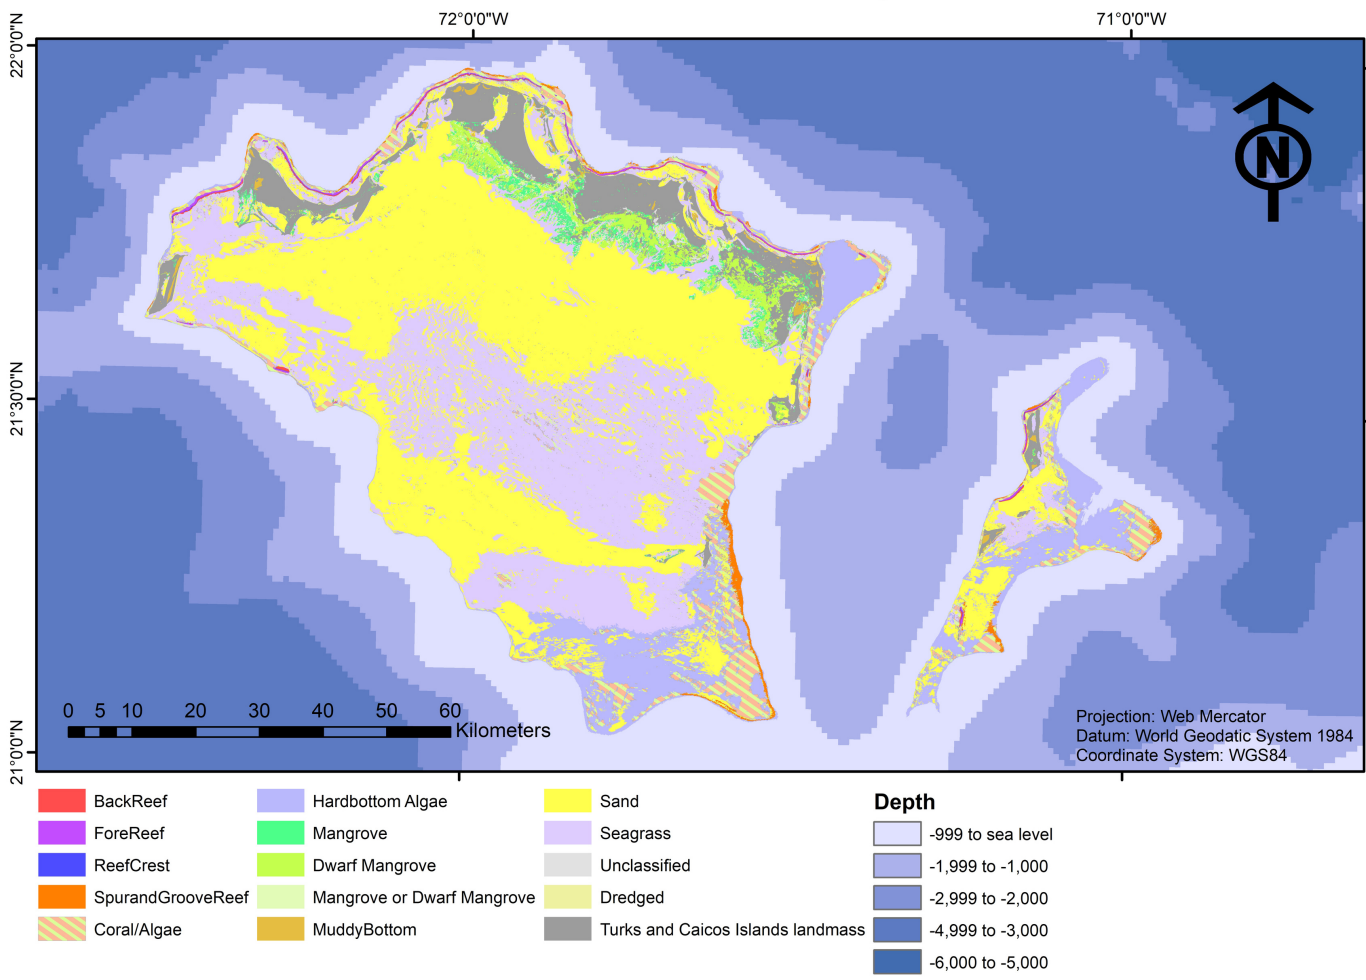 72°0'0"W
71°0'0"W
22°0'0"N
21°30'0"N
21°0'0"N
N
0 5 10 20 30 40 50 60
Kilometers
Projection: Web Mercator
Datum: World Geodatic System 1984
Coordinate System: WGS84
BackReef
ForeReef
ReefCrest
SpurandGrooveReef
Coral/Algae
Hardbottom Algae
Mangrove
Dwarf Mangrove
Mangrove or Dwarf Mangrove
MuddyBottom
Sand
Seagrass
Unclassified
Dredged
Turks and Caicos Islands landmass
Depth
-999 to sea level
-1,999 to -1,000
-2,999 to -2,000
-4,999 to -3,000
-6,000 to -5,000